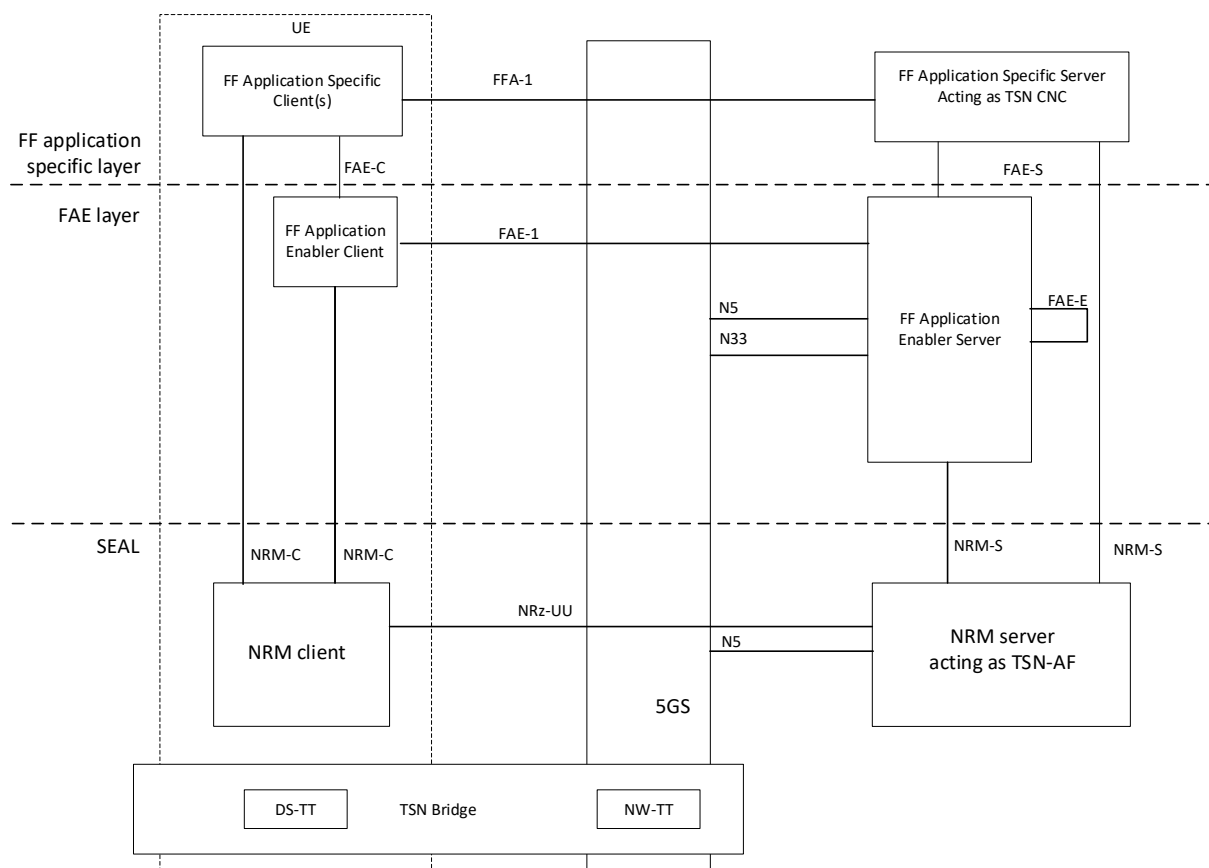 UE
FF Application Specific
Client(s)
FFA-1
FF Application Specific Server
Acting as TSN CNC
FF application
specific layer
FAE-C
FAE-S
FAE layer
FF Application
Enabler Client
FAE-1
N5
N33
FF Application
Enabler Server
FAE-E
SEAL
NRM-C
NRM-C
NRM-S
NRM-S
NRM client
NRz-UU
N5
NRM server
acting as TSN-AF
5GS
DS-TT
TSN Bridge
NW-TT